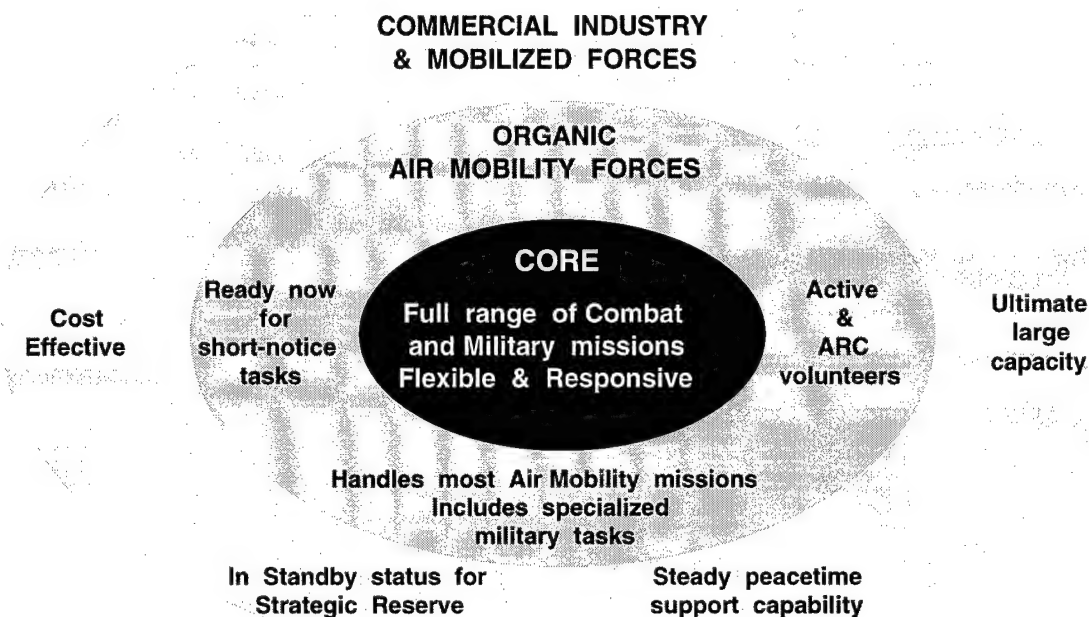 COMMERCIAL INDUSTRY
& MOBILIZED FORCES
ORGANIC
AIR MOBILITY FORCES
CORE
Full range of Combat
and Military missions
Flexible & Responsive
Cost
Effective
Ready now
for
short-notice
tasks
Active
&
ARC
volunteers
Ultimate
large
capacity
Handles most Air Mobility missions
Includes specialized
military tasks
In Standby status for
Strategic Reserve
Steady peacetime
support capability